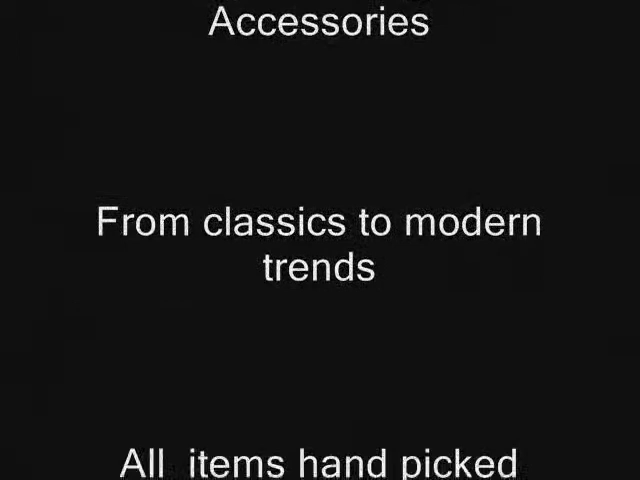 Accessories
From classics to modern
trends
All  items hand picked